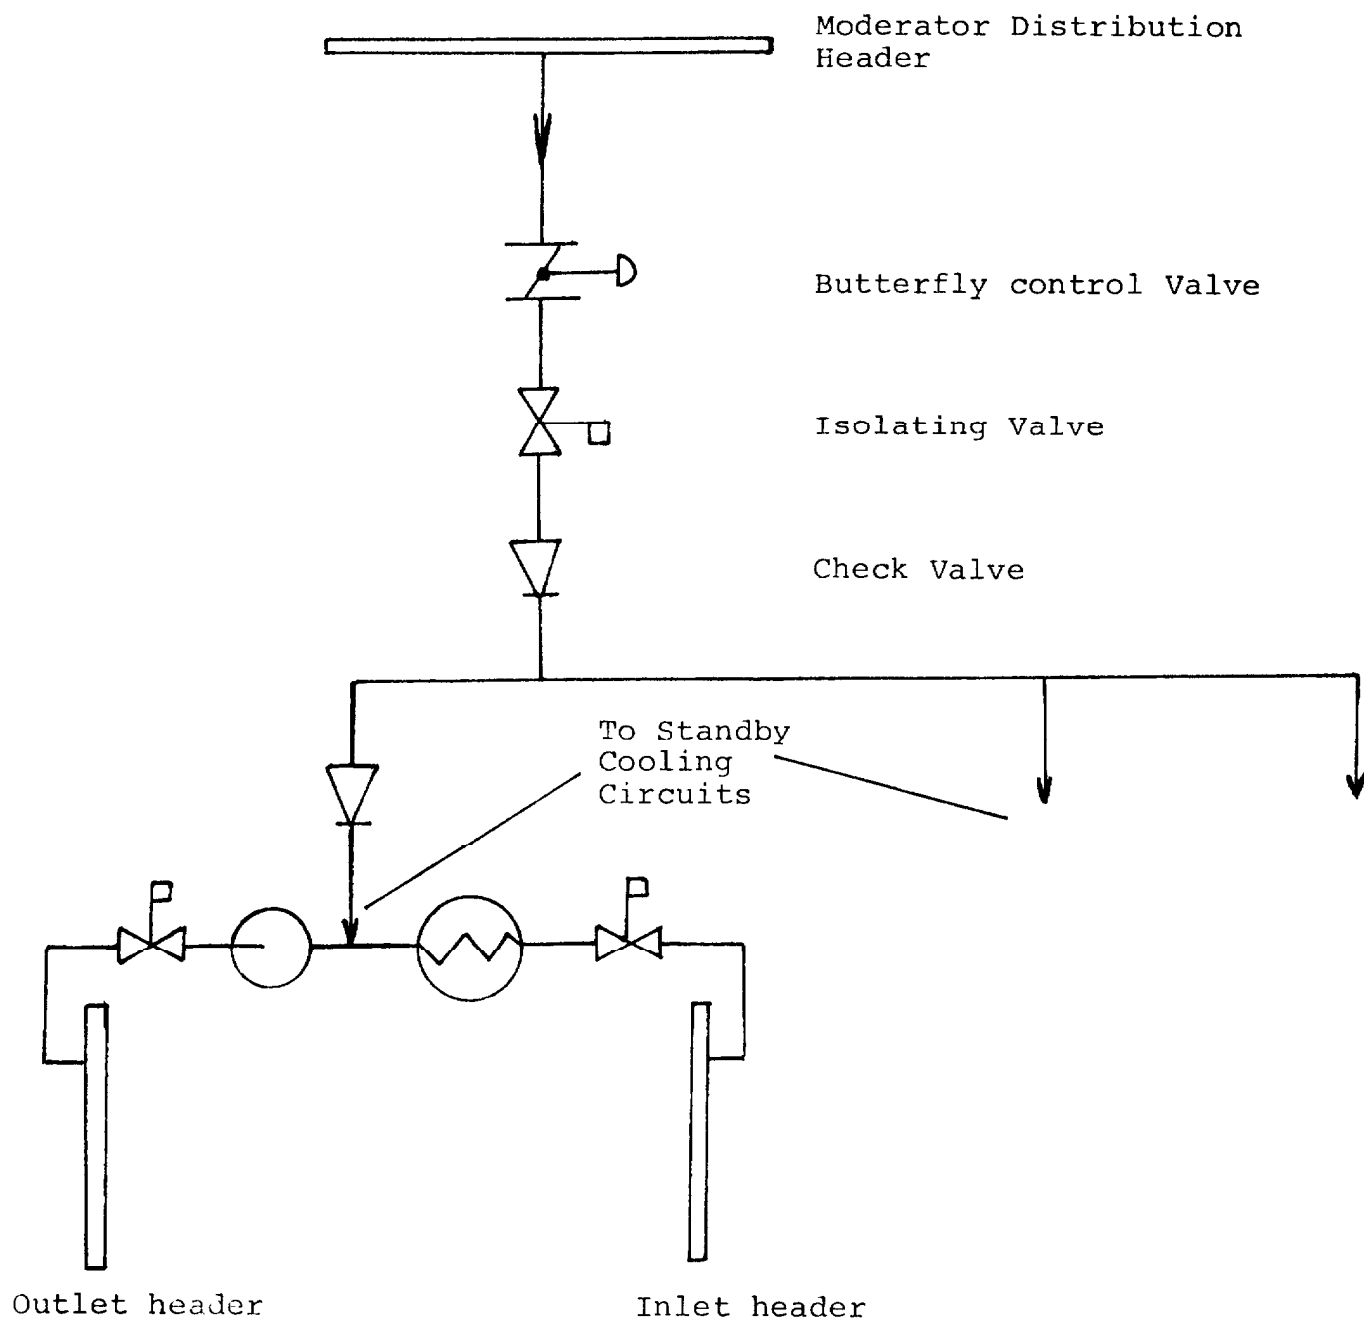 Moderator Distribution
Header
Butterfly control Valve
Isolating Valve
Check Valve
To Standby
Cooling
Circuits
Outlet header
Inlet header